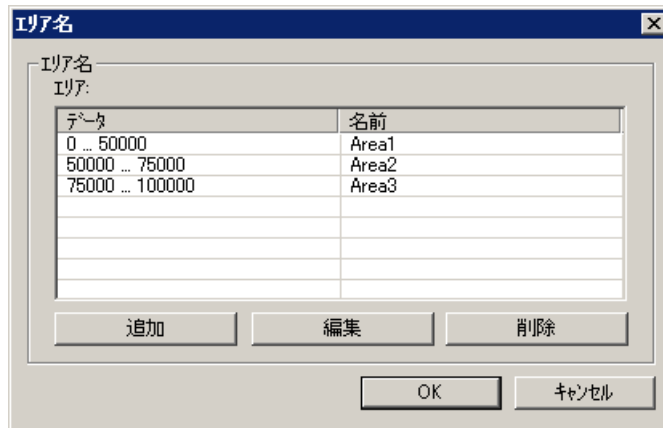 ｴﾘｱ名
ｴﾘｱ名
ｴﾘｱ:
ﾃﾞｰﾀ 名前
0 ... 50000 Area1
50000 ... 75000 Area2
75000 ... 100000 Area3
追加 編集 削除
OK ｷｬﾝｾﾙ